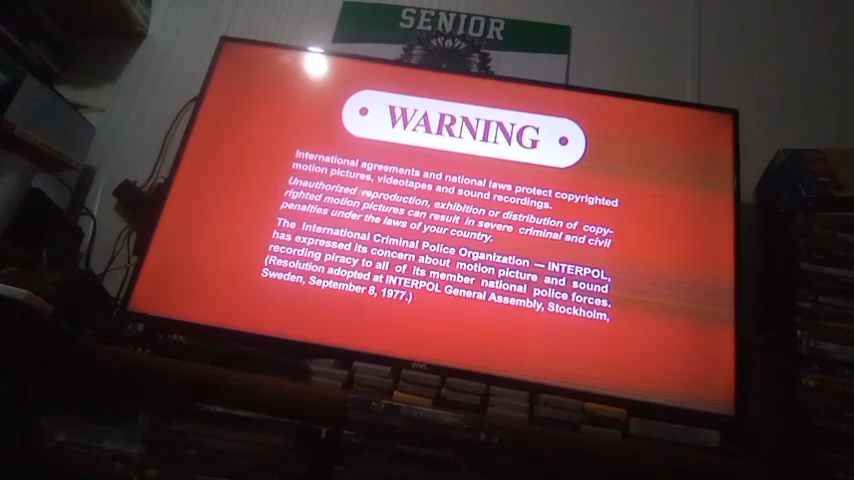 SENIOR
WARNING
International agreements and national laws protect copyrighted
motion pictures, videotapes and sound recordings.
Unauthorized reproduction, exhibition or distribution of copy-
righted motion pictures can result in severe criminal and civil
penalties under the laws of your country.
The International Criminal Police Organization — INTERPOL,
has expressed its concern about motion picture and sound
recording piracy to all of its member national police forces.
(Resolution adopted at INTERPOL General Assembly, Stockholm,
Sweden, September 8, 1977.)